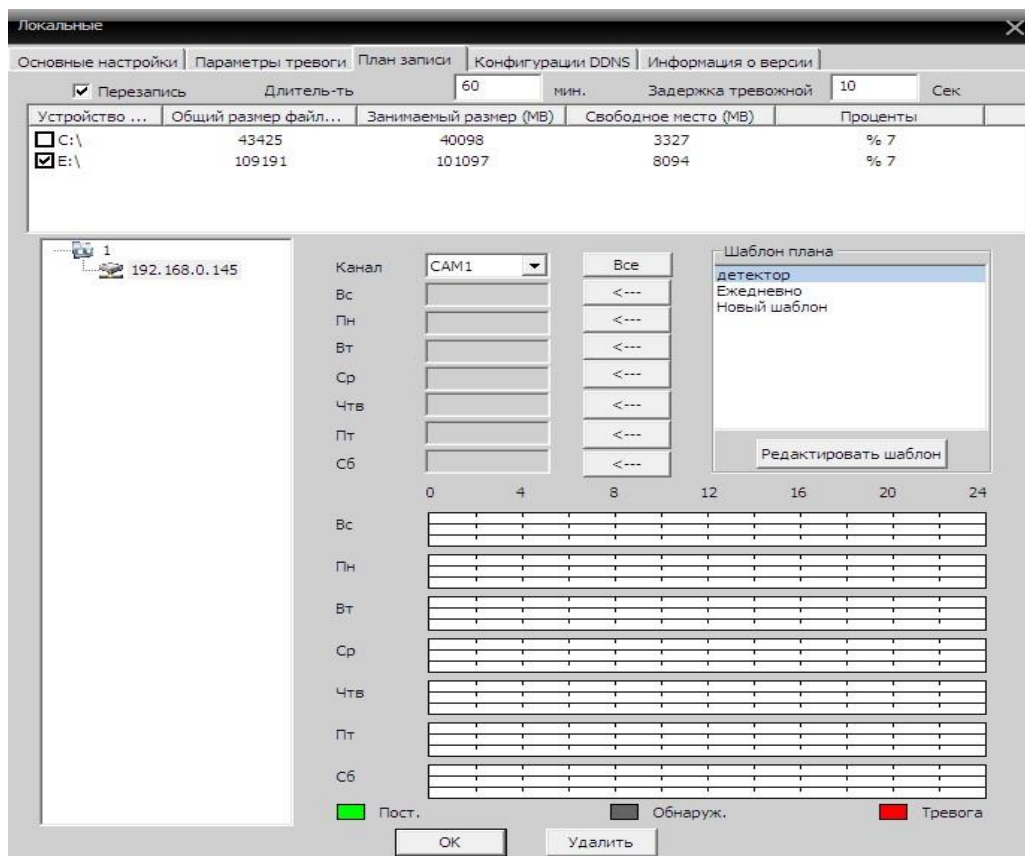 Локальные
Основные настройки Параметры тревоги План записи Конфигурации DDNS Информация о версии
Перезапись Длитель-ть 60 мин. Задержка тревожной 10 Сек
Устройство ... Общий размер файл... Занимаемый размер (MB) Свободное место (MB) Проценты
C:\ 43425 40098 3327 % 7
E:\ 109191 101097 8094 % 7
1
192.168.0.145
Канал CAM1 Все
Вс <---
Пн <---
Вт <---
Ср <---
Чтв <---
Пт <---
Сб <---
Шаблон плана
детектор
Ежедневно
Новый шаблон
Редактировать шаблон
0 4 8 12 16 20 24
Вс
Пн
Вт
Ср
Чтв
Пт
Сб
Пост. Обнаруж. Тревога
OK Удалить